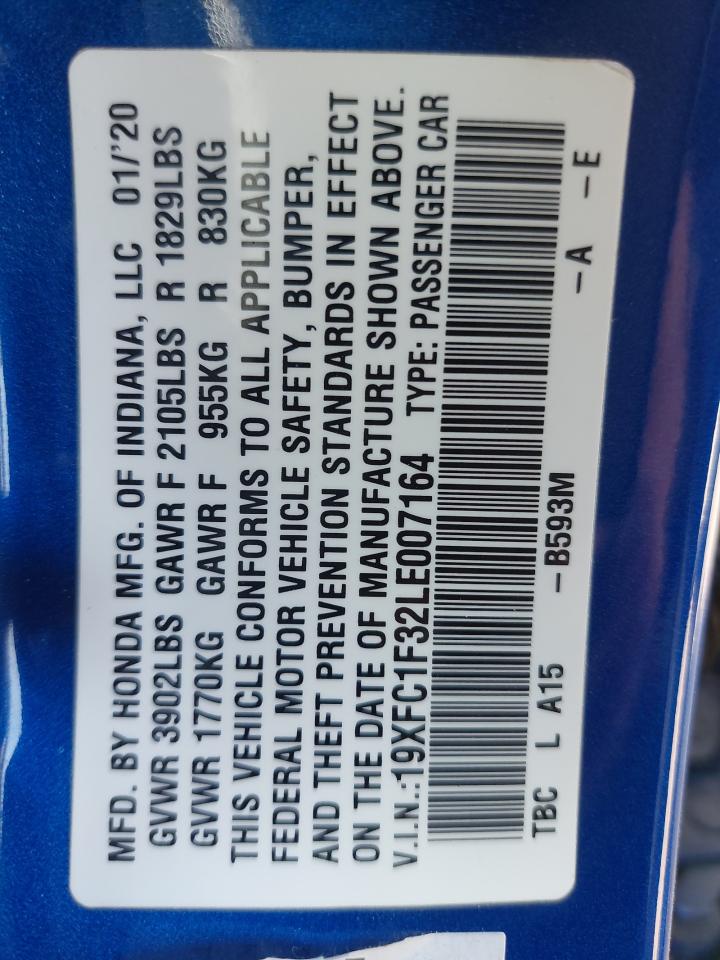 MFD. BY HONDA MFG. OF INDIANA, LLC 01/'20
GVWR 3902LBS GAWR F 2105LBS R 1829LBS
GVWR 1770KG GAWR F 955KG R 830KG
THIS VEHICLE CONFORMS TO ALL APPLICABLE
FEDERAL MOTOR VEHICLE SAFETY, BUMPER,
AND THEFT PREVENTION STANDARDS IN EFFECT
ON THE DATE OF MANUFACTURE SHOWN ABOVE.
V.I.N.:19XFC1F32LE007164 TYPE: PASSENGER CAR
TBC L A15 -B593M -A -E